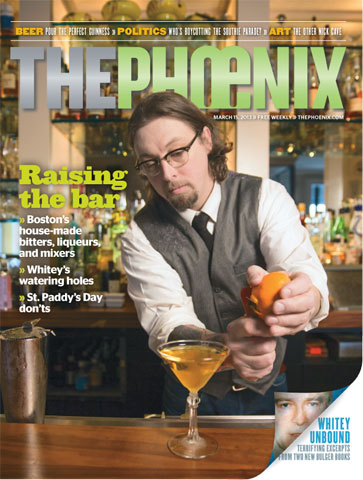 BEER POUR THE PERFECT GUINNESS » POLITICS WHO'S BOYCOTTING THE SOUTHIE PARADE? » ART THE OTHER NICK CAVE
THE PHŒNIX
MARCH 15, 2013 » FREE WEEKLY » THEPHOENIX.COM
Raising
the bar
» Boston's
house-made
bitters, liqueurs,
and mixers
» Whitey's
watering holes
» St. Paddy's Day
don'ts
WHITEY
UNBOUND
TERRIFYING EXCERPTS
FROM TWO NEW BULGER BOOKS